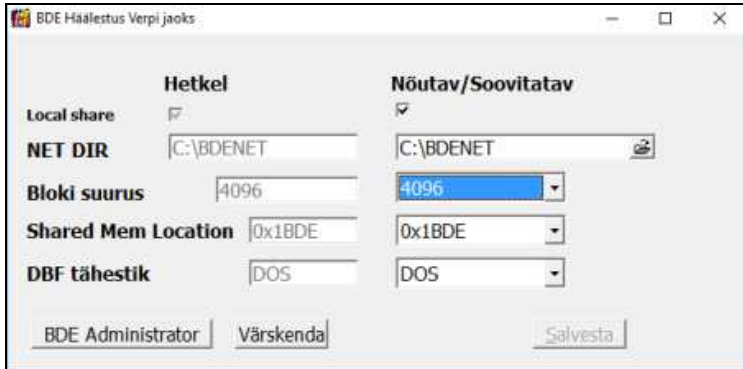 BDE Häälestus Verpi jaoks
Hetkel Nõutav/Soovitatav
Local share
NET DIR C:\BDENET C:\BDENET
Bloki suurus 4096 4096
Shared Mem Location 0x1BDE 0x1BDE
DBF tähestik DOS DOS
BDE Administrator Värskenda Salvesta